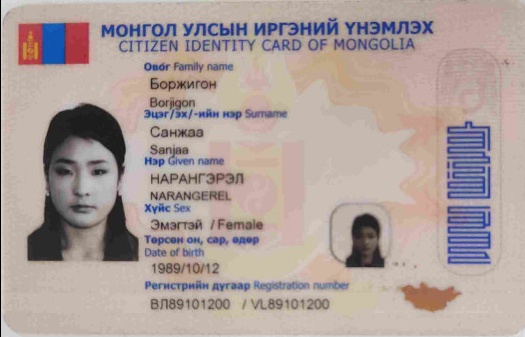 МОНГОЛ УЛСЫН ИРГЭНИЙ ҮНЭМЛЭХ
CITIZEN IDENTITY CARD OF MONGOLIA
Овог Family name
Боржигон
Borjigon
Эцэг/эх/-ийн нэр Surname
Санжаа
Sanjaa
Нэр Given name
НАРАНГЭРЭЛ
NARANGEREL
Хүйс Sex
Эмэгтэй / Female
Төрсөн он, сар, өдөр
Date of birth
1989/10/12
Регистрийн дугаар Registration number
ВЛ89101200 / VL89101200